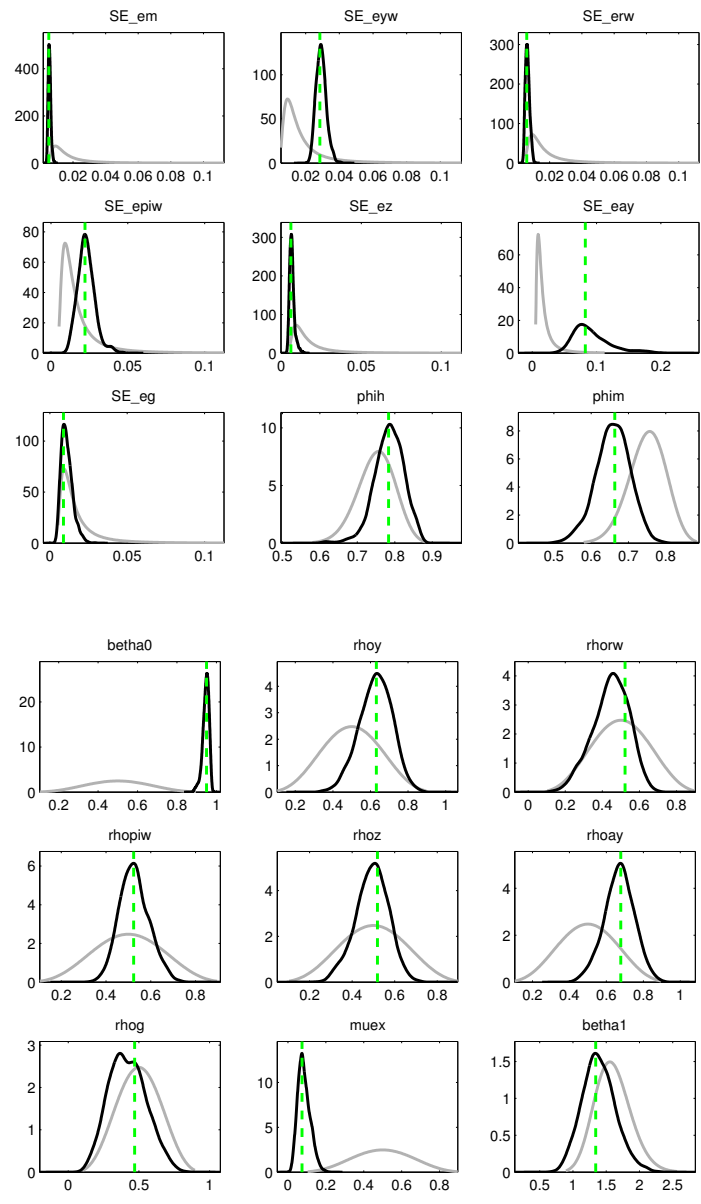 SE_em
SE_eyw
SE_erw
400
200
0
0.02 0.04 0.06 0.08 0.1
100
50
0
0.02 0.04 0.06 0.08 0.1
300
200
100
0
0.02 0.04 0.06 0.08 0.1
SE_epiw
SE_ez
SE_eay
80
60
40
20
0
0 0.05 0.1
300
200
100
0
0 0.05 0.1
60
40
20
0
0 0.1 0.2
SE_eg
phih
phim
100
50
0
0 0.05 0.1
10
5
0
0.5 0.6 0.7 0.8 0.9
8
6
4
2
0
0.5 0.6 0.7 0.8
betha0
rhoy
rhorw
20
10
0
0.2 0.4 0.6 0.8 1
4
3
2
1
0
0.2 0.4 0.6 0.8 1
4
3
2
1
0
0 0.2 0.4 0.6 0.8
rhopiw
rhoz
rhoay
6
4
2
0
0.2 0.4 0.6 0.8
4
2
0
0.2 0.4 0.6 0.8
4
2
0
0.2 0.4 0.6 0.8 1
rhog
muex
betha1
3
2
1
0
0 0.5 1
10
5
0
0 0.2 0.4 0.6 0.8
1.5
1
0.5
0
0.5 1 1.5 2 2.5